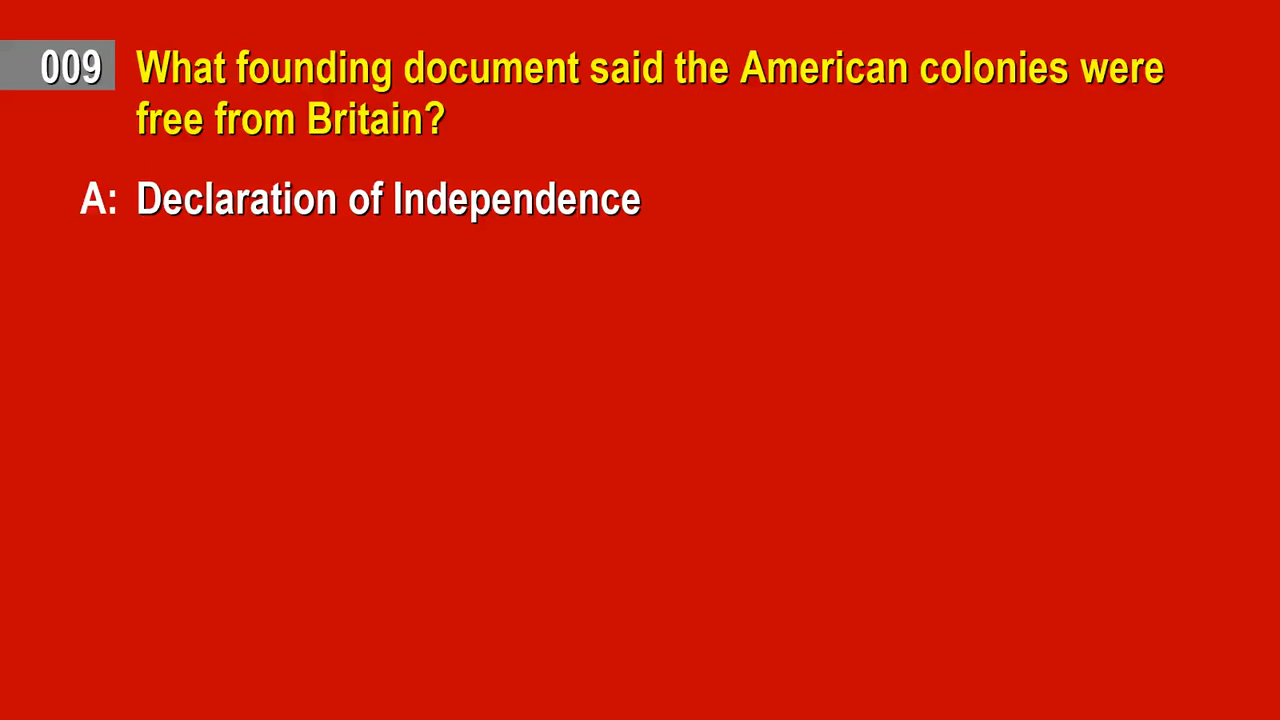 009 What founding document said the American colonies were
free from Britain?
A: Declaration of Independence